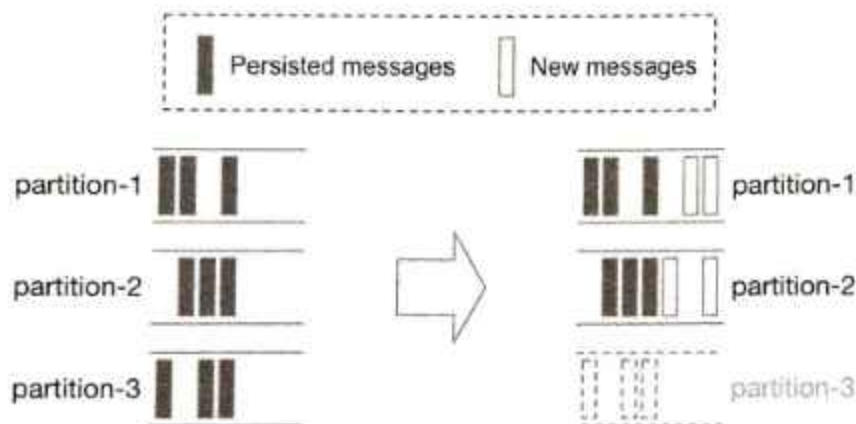 Persisted messages New messages
partition-1 partition-1
partition-2 partition-2
partition-3 partition-3